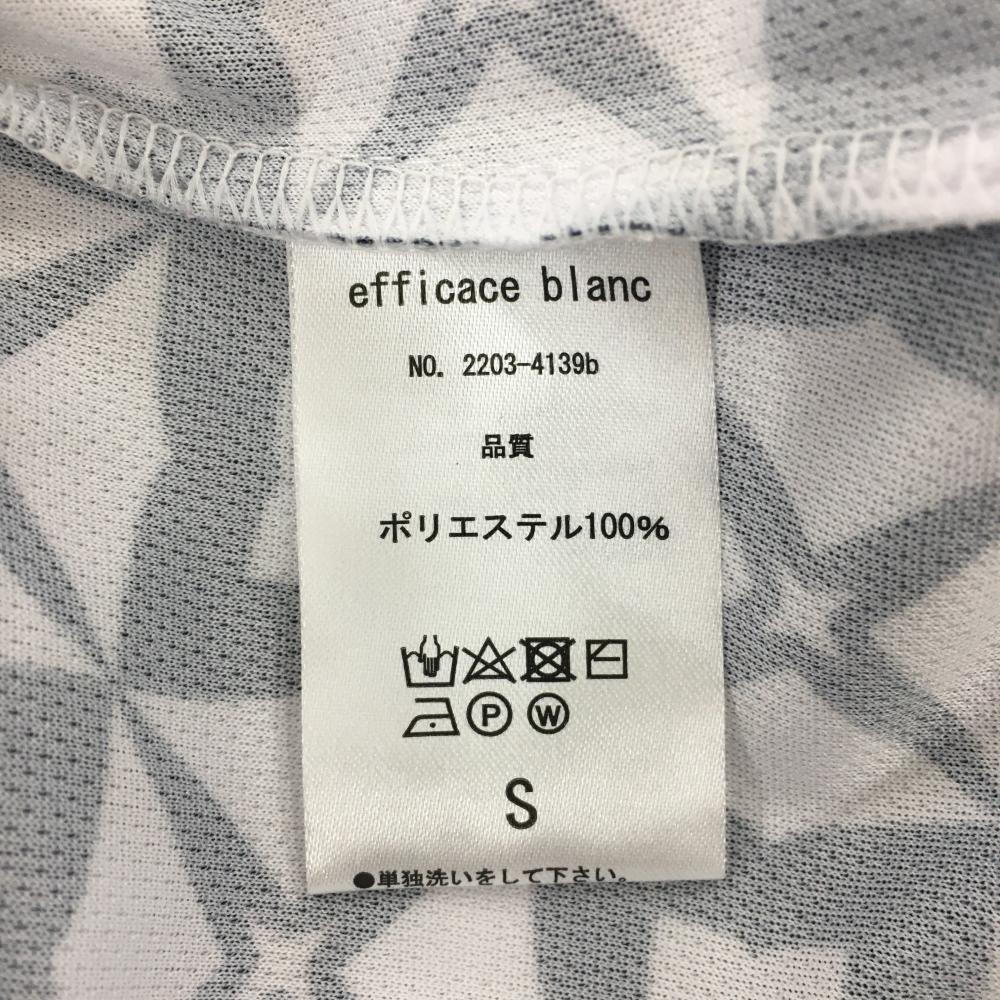 efficace blanc
NO. 2203-4139b
品質
ポリエステル100%
P W
S
●単独洗いをして下さい。